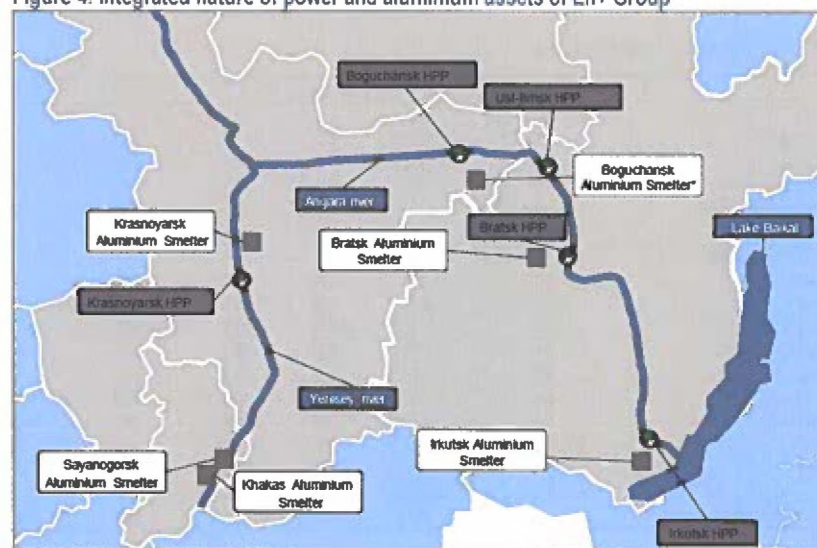 Figure 4: Integrated nature of power and aluminium assets of En+ Group
Boguchansk HPP
Ust-Ilimsk HPP
Boguchansk
Aluminium Smelter*
Angara river
Krasnoyarsk
Aluminium Smelter
Bratsk HPP
Bratsk Aluminium
Smelter
Lake Baikal
Krasnoyarsk HPP
Yenisey river
Sayanogorsk
Aluminium Smelter
Khakas Aluminium
Smelter
Irkutsk Aluminium
Smelter
Irkutsk HPP